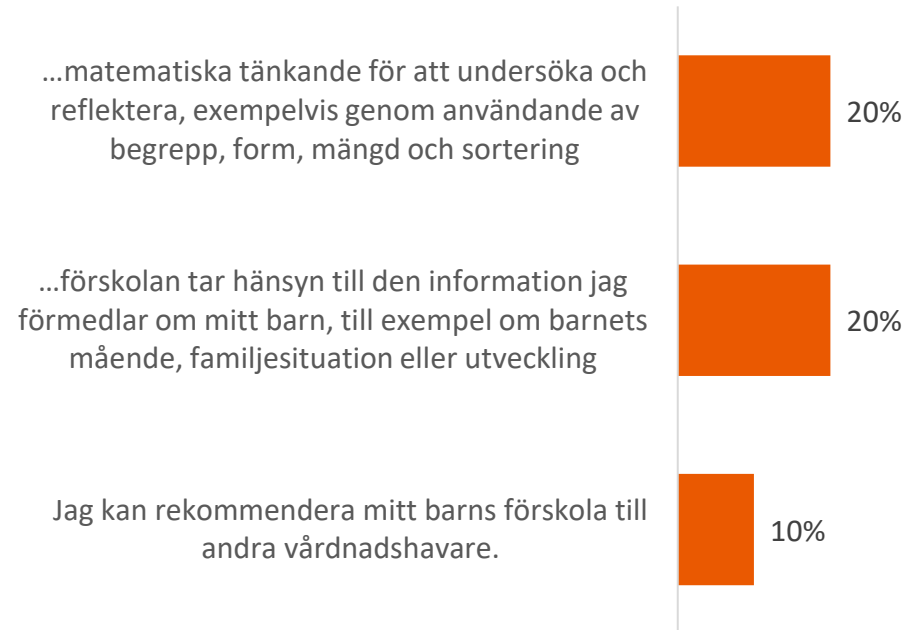 ...matematiska tänkande för att undersöka och
reflektera, exempelvis genom användande av
begrepp, form, mängd och sortering
20%
...förskolan tar hänsyn till den information jag
förmedlar om mitt barn, till exempel om barnets
mående, familjesituation eller utveckling
20%
Jag kan rekommendera mitt barns förskola till
andra vårdnadshavare.
10%